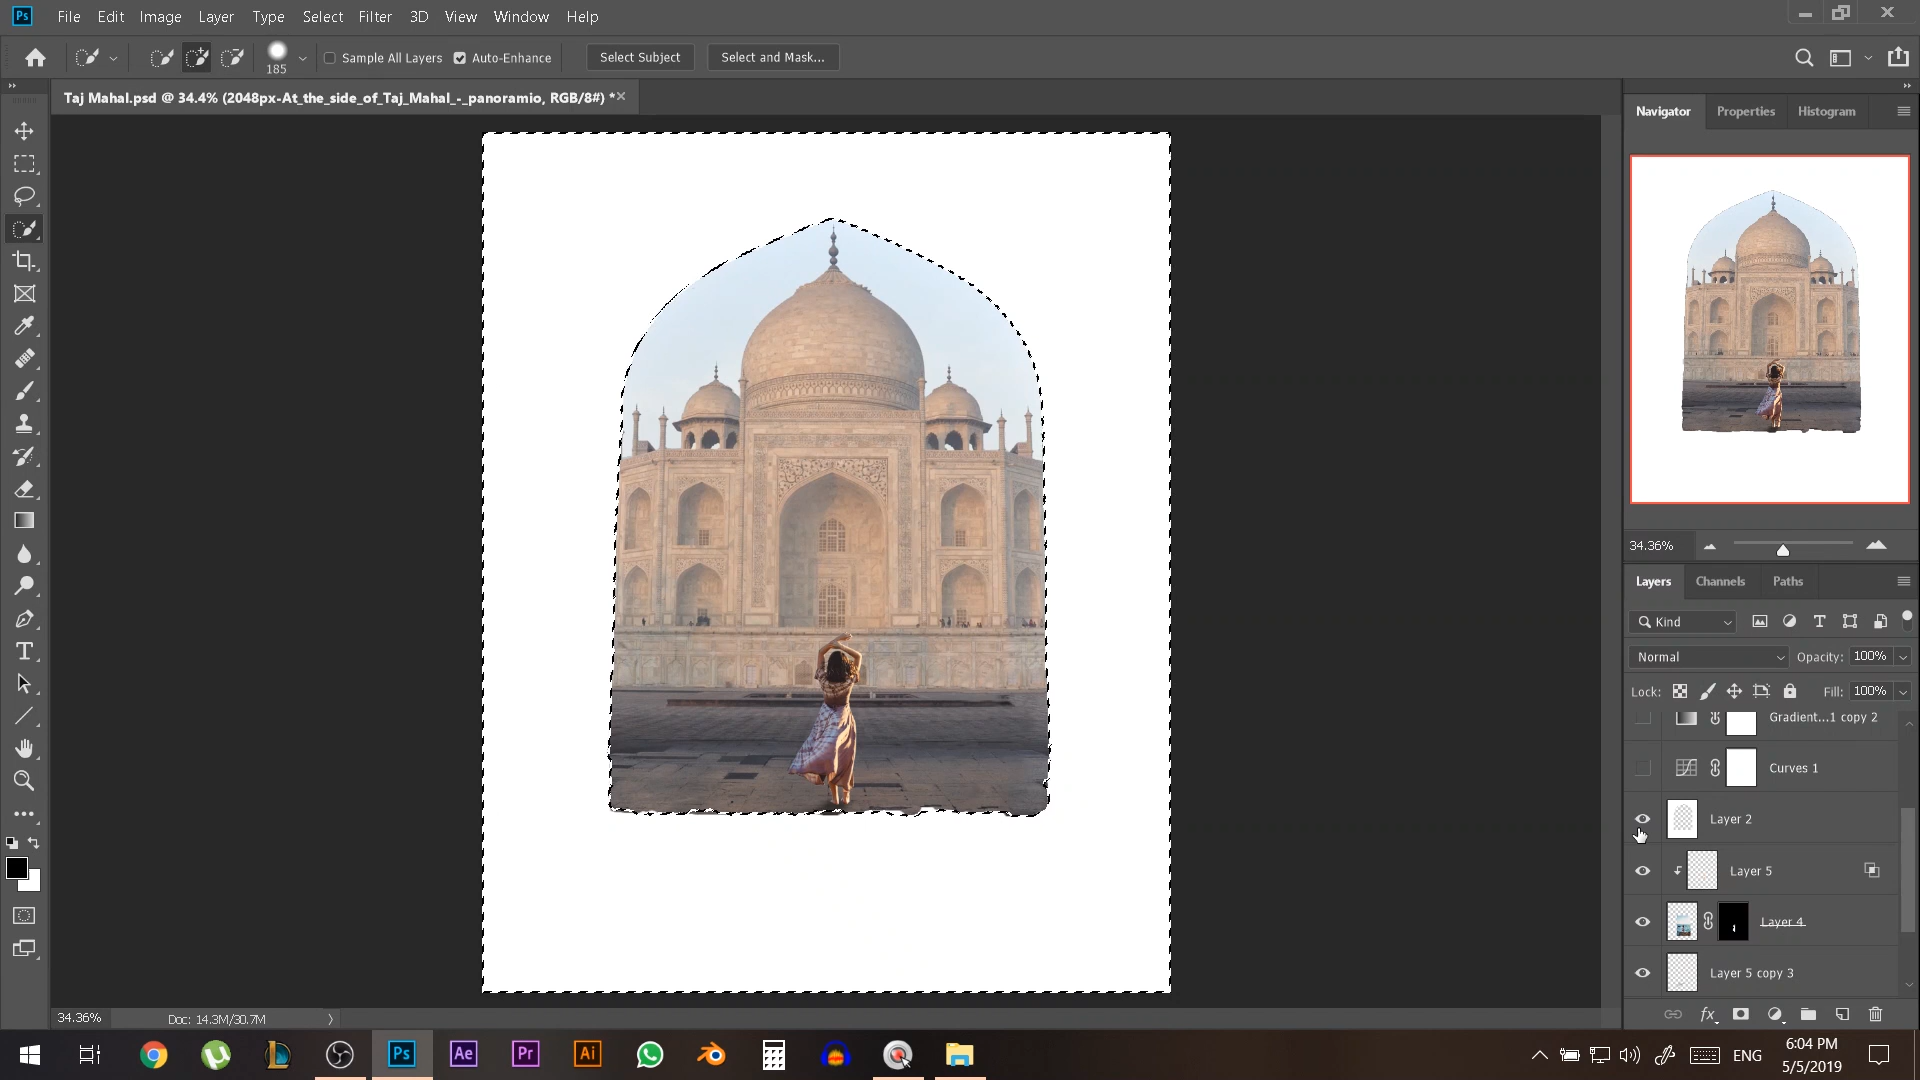 Ps File Edit Image Layer Type Select Filter 3D View Window Help
185 Sample All Layers Auto-Enhance Select Subject Select and Mask...
Taj Mahal.psd @ 34.4% (2048px-At_the_side_of_Taj_Mahal_-_panoramio, RGB/8#) *
Navigator Properties Histogram
34.36%
Layers Channels Paths
Kind
Normal Opacity: 100%
Lock: Fill: 100%
Gradient...1 copy 2
Curves 1
Layer 2
Layer 5
Layer 4
Layer 5 copy 3
34.36% Doc: 14.3M/30.7M
Ps Ae Pr Ai ENG
6:04 PM
5/5/2019